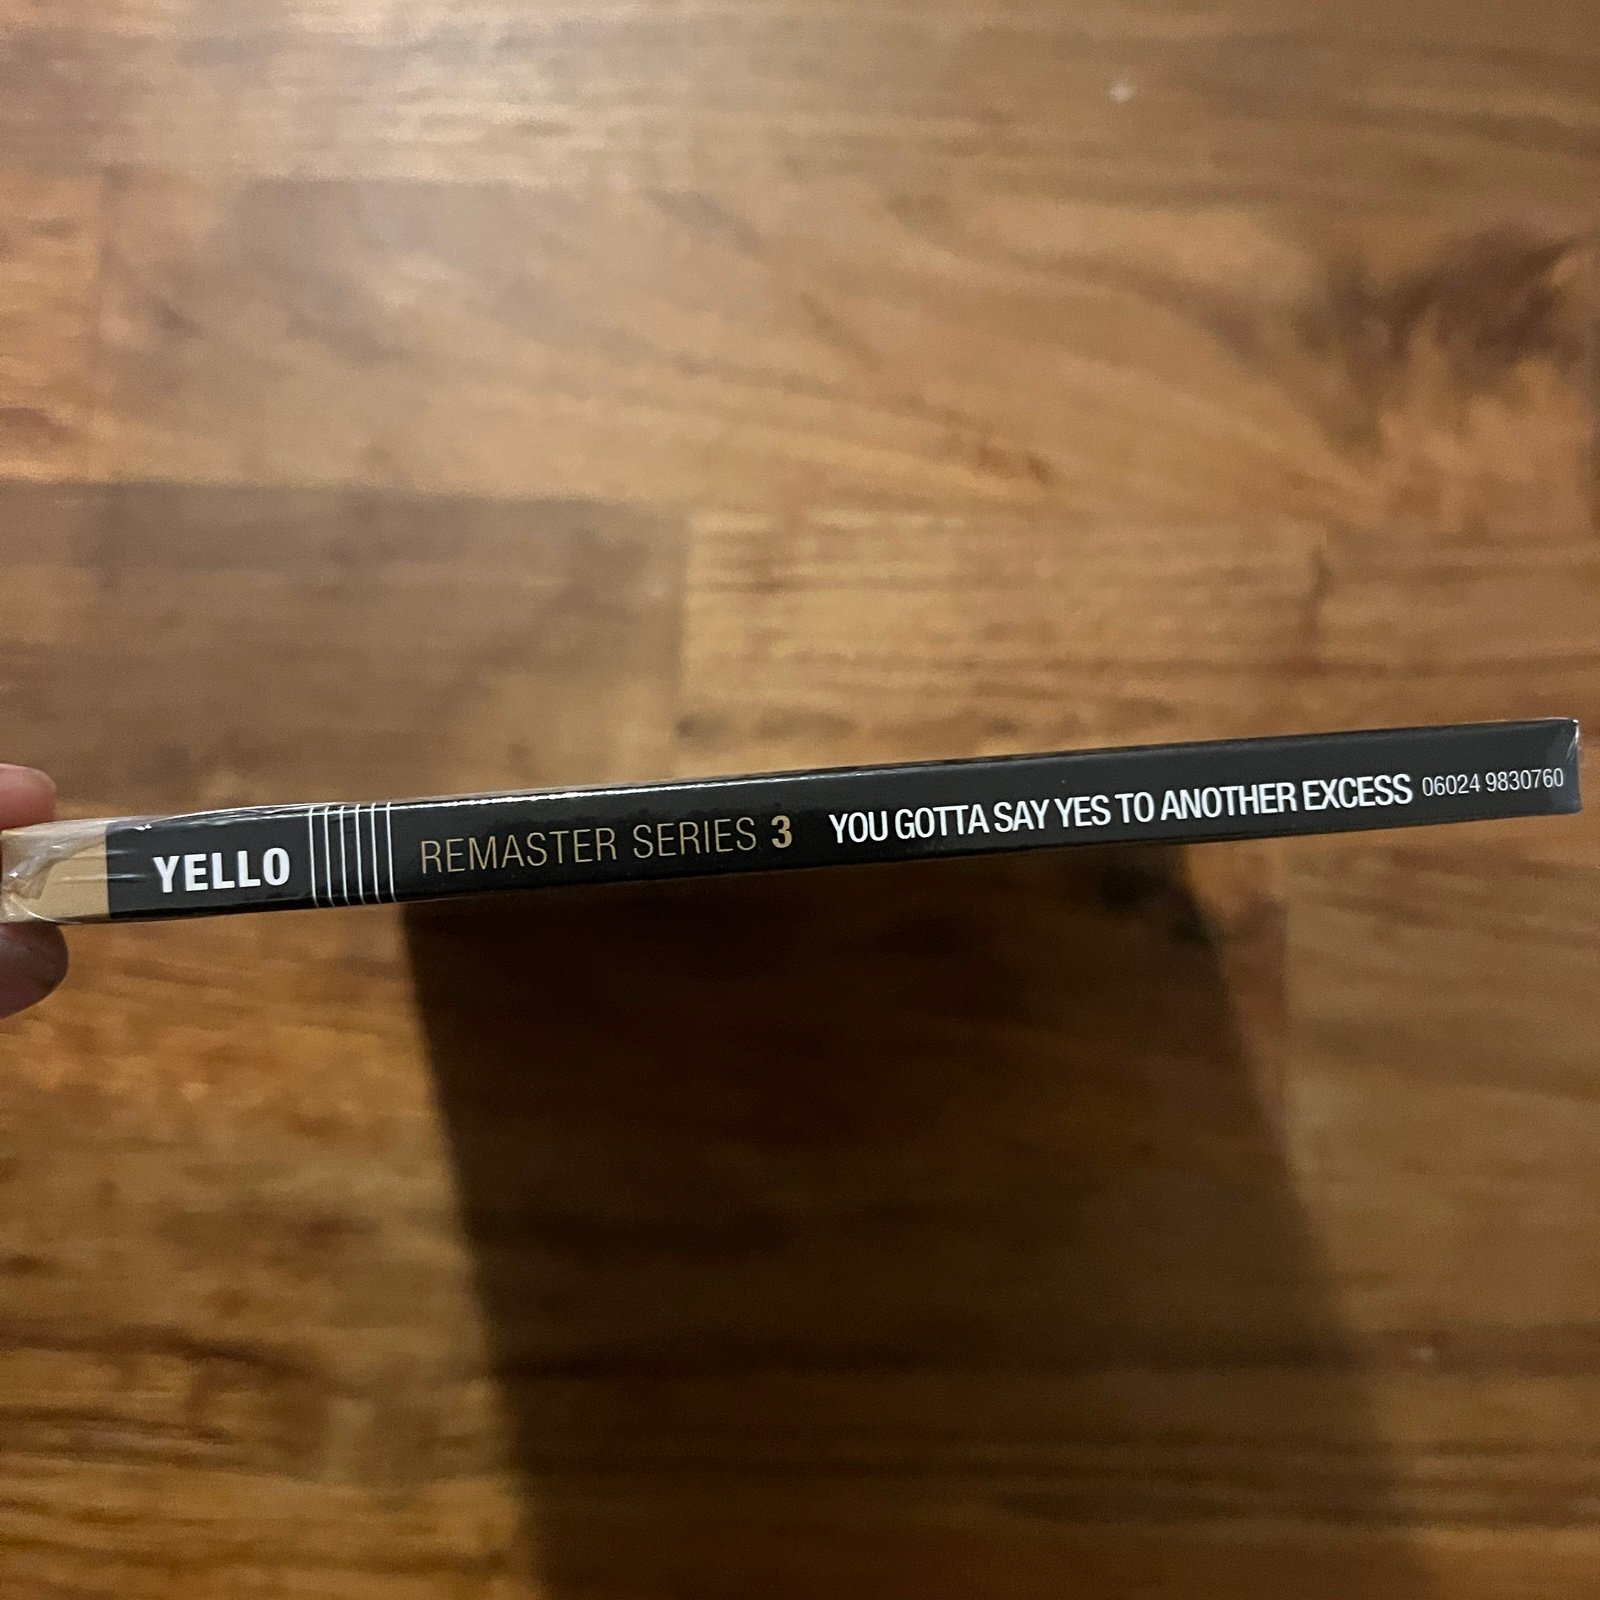 YELLO REMASTER SERIES 3 YOU GOTTA SAY YES TO ANOTHER EXCESS 06024 9830760